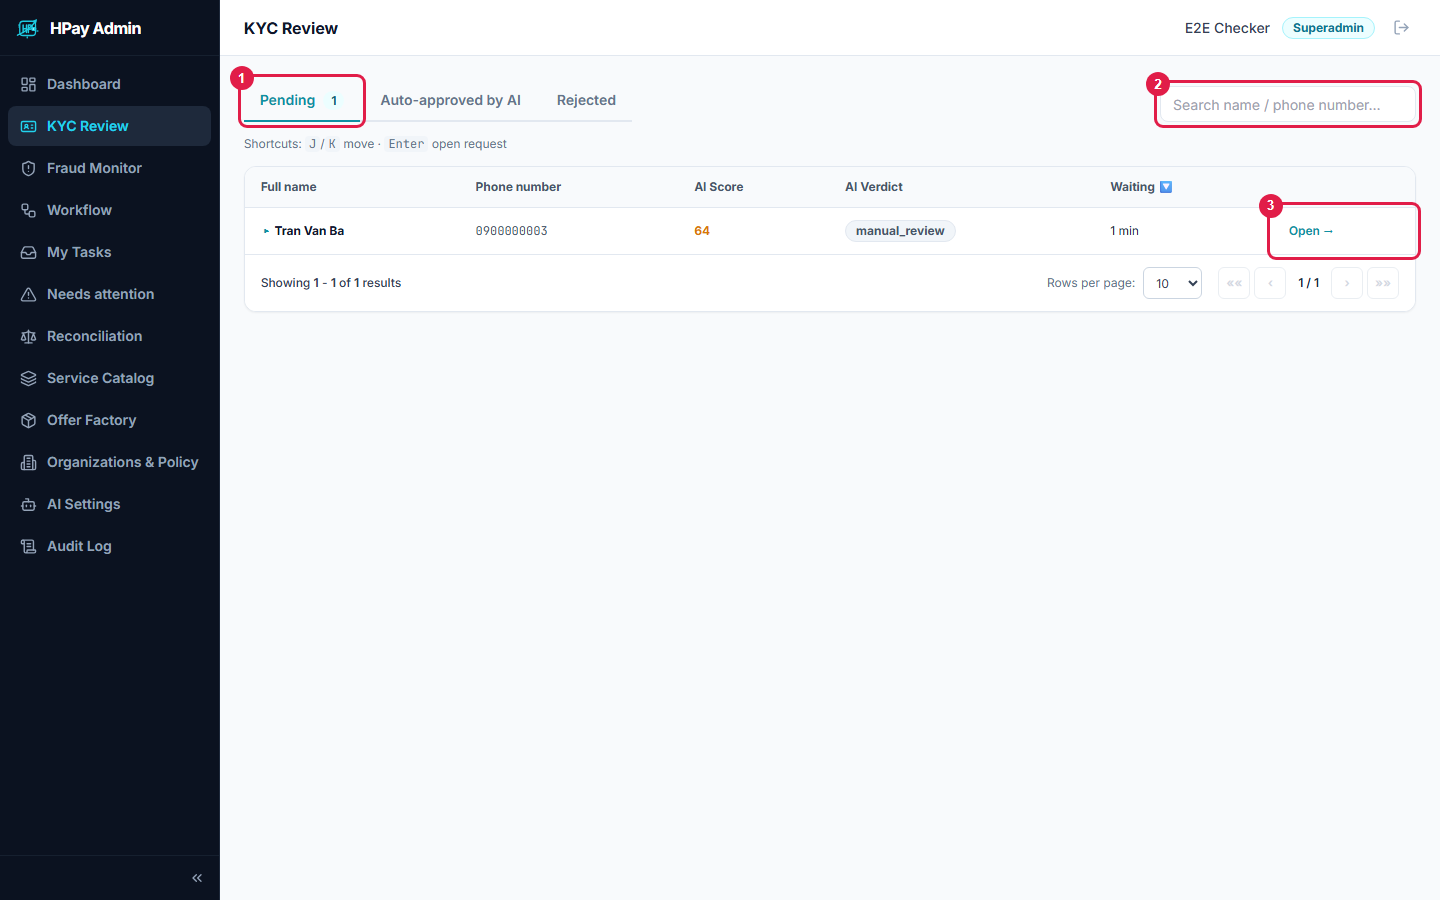 HPay Admin
KYC Review
E2E Checker
Superadmin
Dashboard
KYC Review
Fraud Monitor
Workflow
My Tasks
Needs attention
Reconciliation
Service Catalog
Offer Factory
Organizations & Policy
AI Settings
Audit Log
«
1
Pending 1
Auto-approved by AI
Rejected
2
Search name / phone number...
Shortcuts: J / K move · Enter open request
Full name Phone number AI Score AI Verdict Waiting 🔽
3
▸ Tran Van Ba 0900000003 64 manual_review 1 min Open →
Showing 1 - 1 of 1 results
Rows per page: 10 «« ‹ 1 / 1 › »»